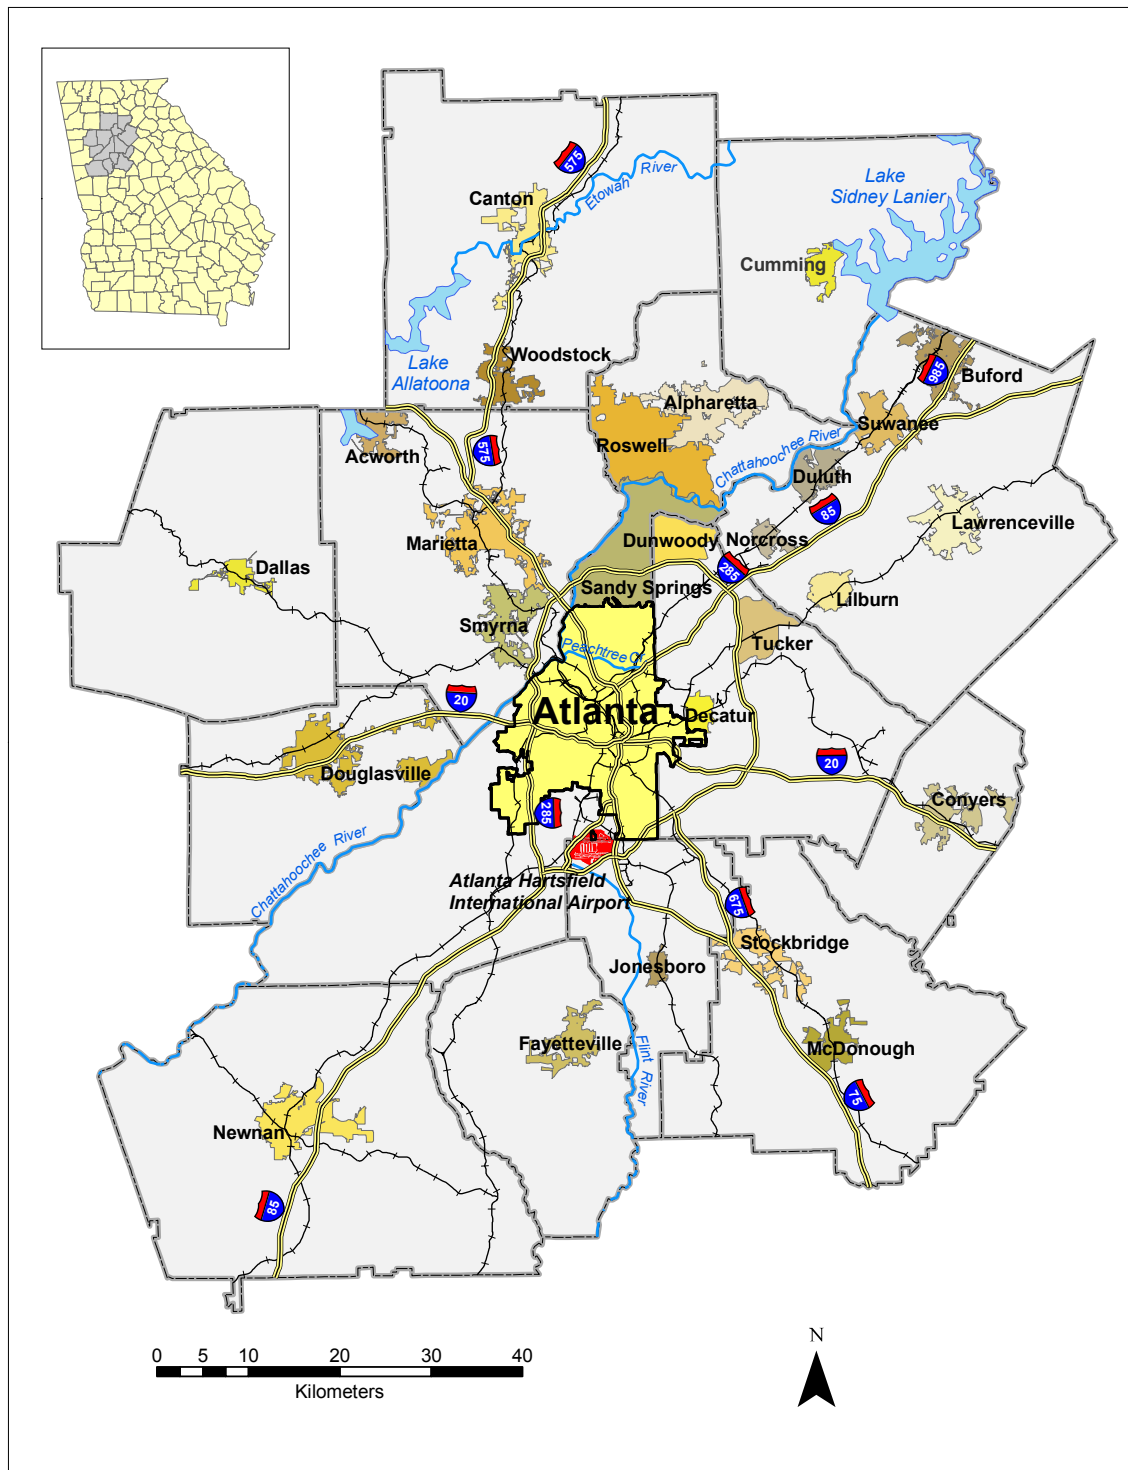 575
Canton
Etowah River
Lake
Sidney Lanier
Cumming
Woodstock
Lake
Allatoona
985
Buford
Alpharetta
Suwanee
Roswell
Acworth
575
Chattahoochee River
Duluth
85
Lawrenceville
Marietta
Dunwoody
Norcross
285
Dallas
Sandy Springs
Lilburn
Smyrna
Tucker
Peachtree Cr
20
Atlanta
Decatur
20
Douglasville
Conyers
285
Chattahoochee River
Atlanta Hartsfield
International Airport
675
Stockbridge
Jonesboro
Fayetteville
Flint River
McDonough
75
Newnan
85
0 5 10 20 30 40
Kilometers
N